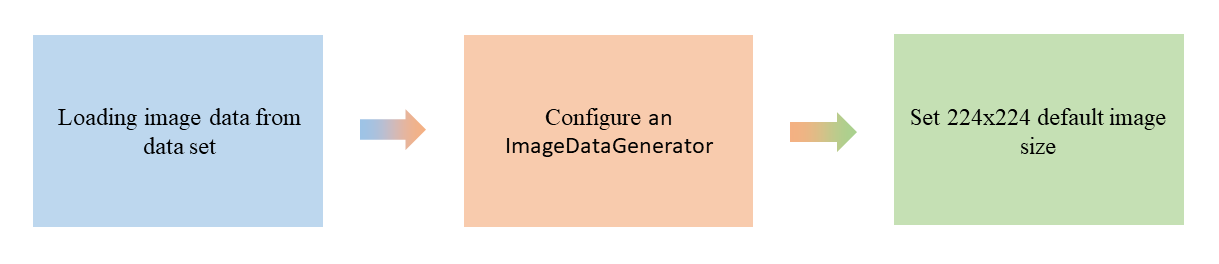 Loading image data from
data set
Configure an
ImageDataGenerator
Set 224x224 default image
size